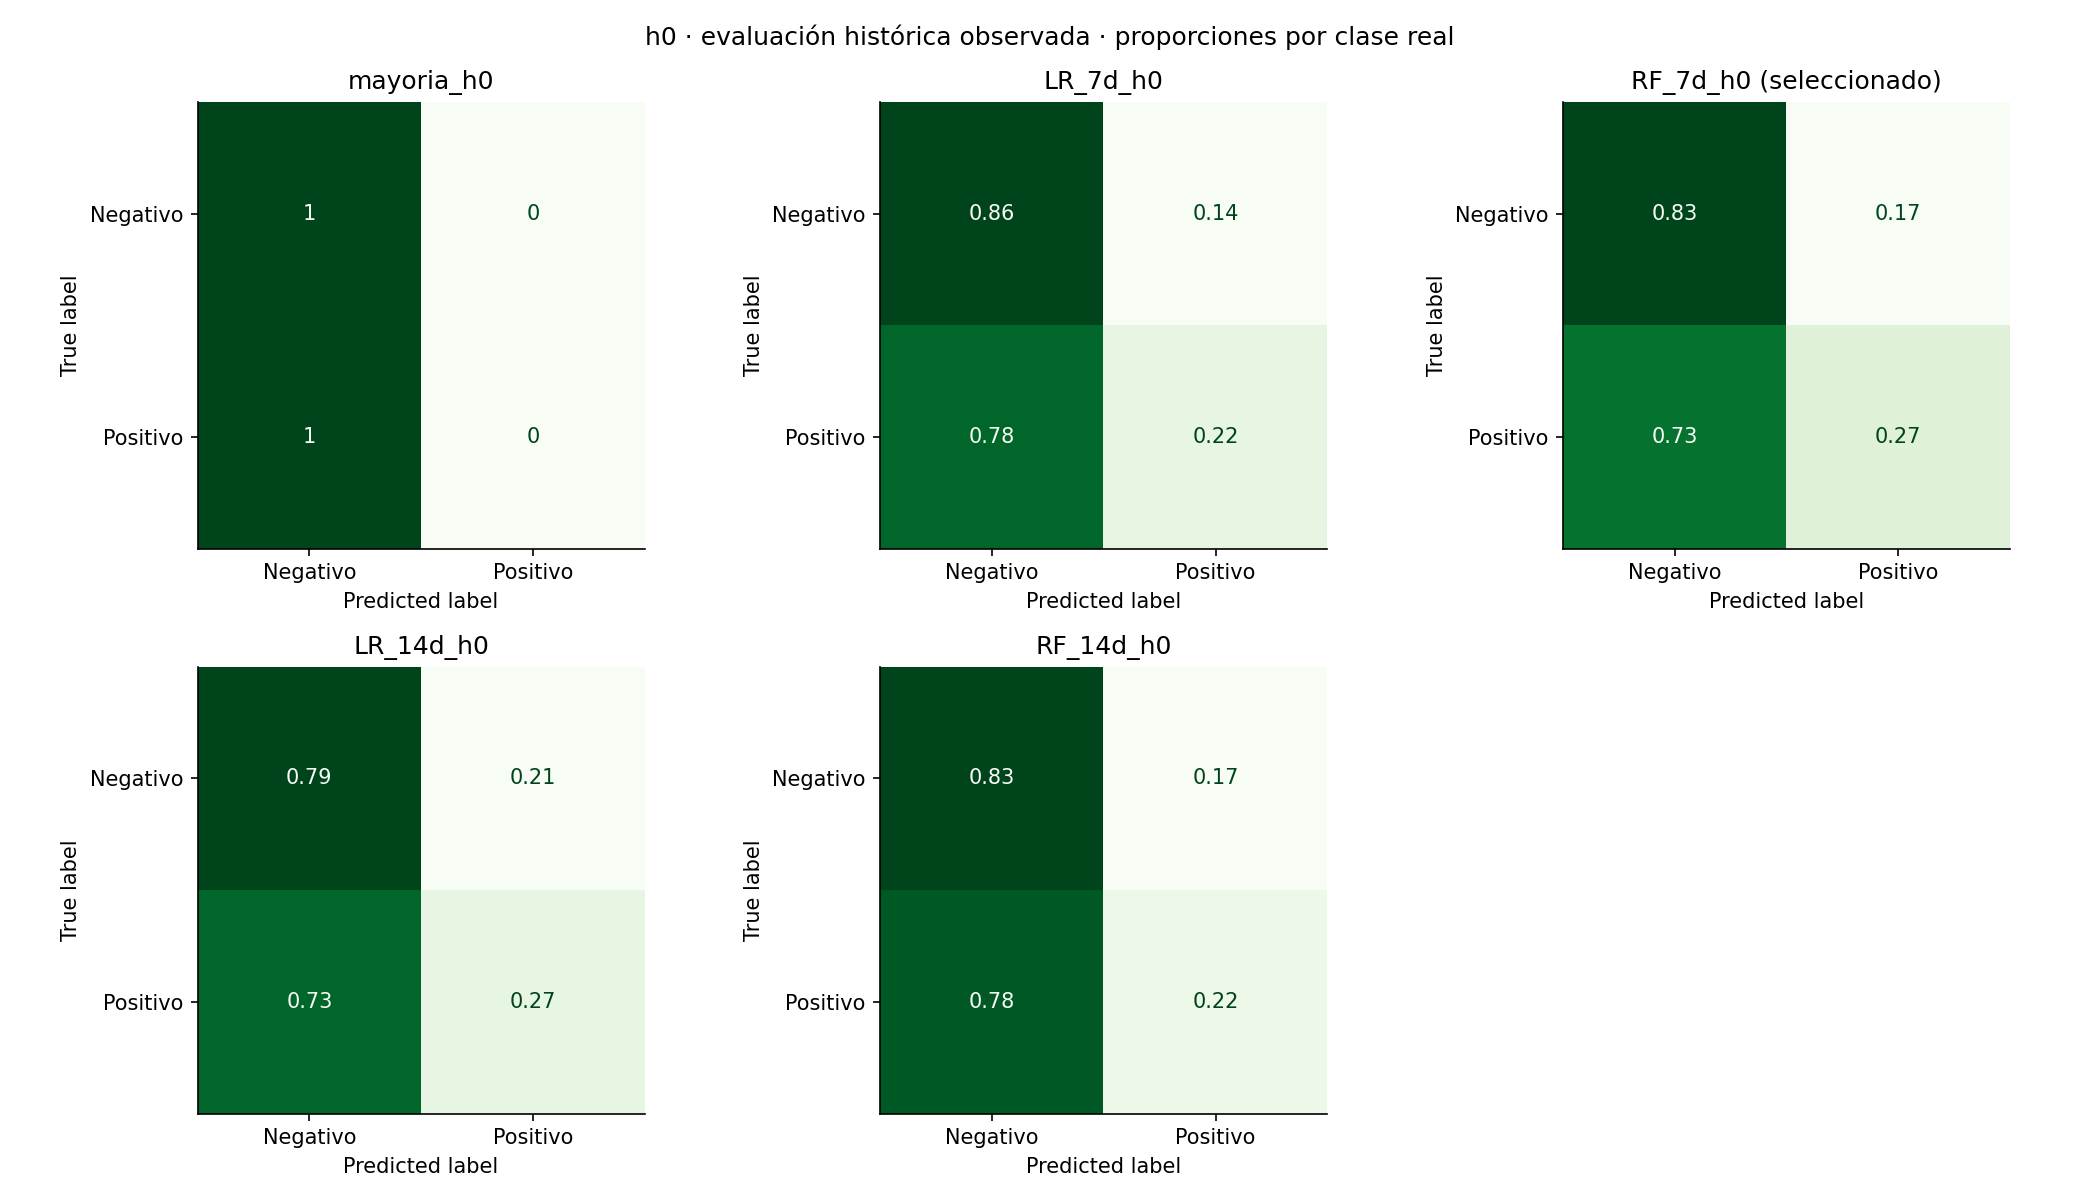 h0 · evaluación histórica observada · proporciones por clase real
mayoria_h0
True label
Negativo
1
0
Positivo
1
0
Negativo
Positivo
Predicted label
LR_7d_h0
True label
Negativo
0.86
0.14
Positivo
0.78
0.22
Negativo
Positivo
Predicted label
RF_7d_h0 (seleccionado)
True label
Negativo
0.83
0.17
Positivo
0.73
0.27
Negativo
Positivo
Predicted label
LR_14d_h0
True label
Negativo
0.79
0.21
Positivo
0.73
0.27
Negativo
Positivo
Predicted label
RF_14d_h0
True label
Negativo
0.83
0.17
Positivo
0.78
0.22
Negativo
Positivo
Predicted label